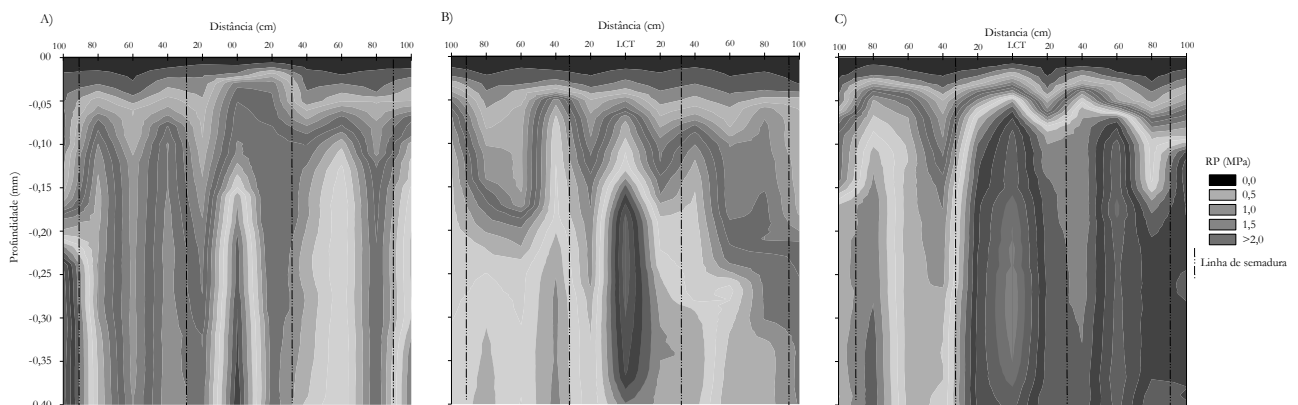 A)
Distância (cm)
100 80 60 40 20 00 20 40 60 80 100
B)
Distância (cm)
100 80 60 40 20 LCT 20 40 60 80 100
C)
Distancia (cm)
100 80 60 40 20 LCT 20 40 60 80 100
Profundidade (mm)
00
-0,05
-0,10
-0,15
-0,20
-0,25
-0,30
-0,35
-0,40
RP (MPa)
0,0
0,5
1,0
1,5
>2,0
Linha de semadura